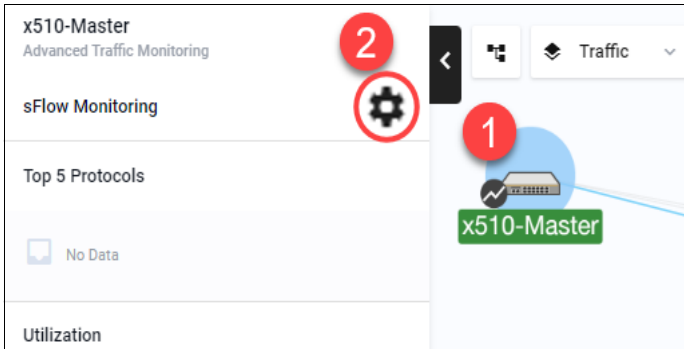 x510-Master
Advanced Traffic Monitoring
2
sFlow Monitoring
Top 5 Protocols
No Data
Utilization
Traffic
1
x510-Master